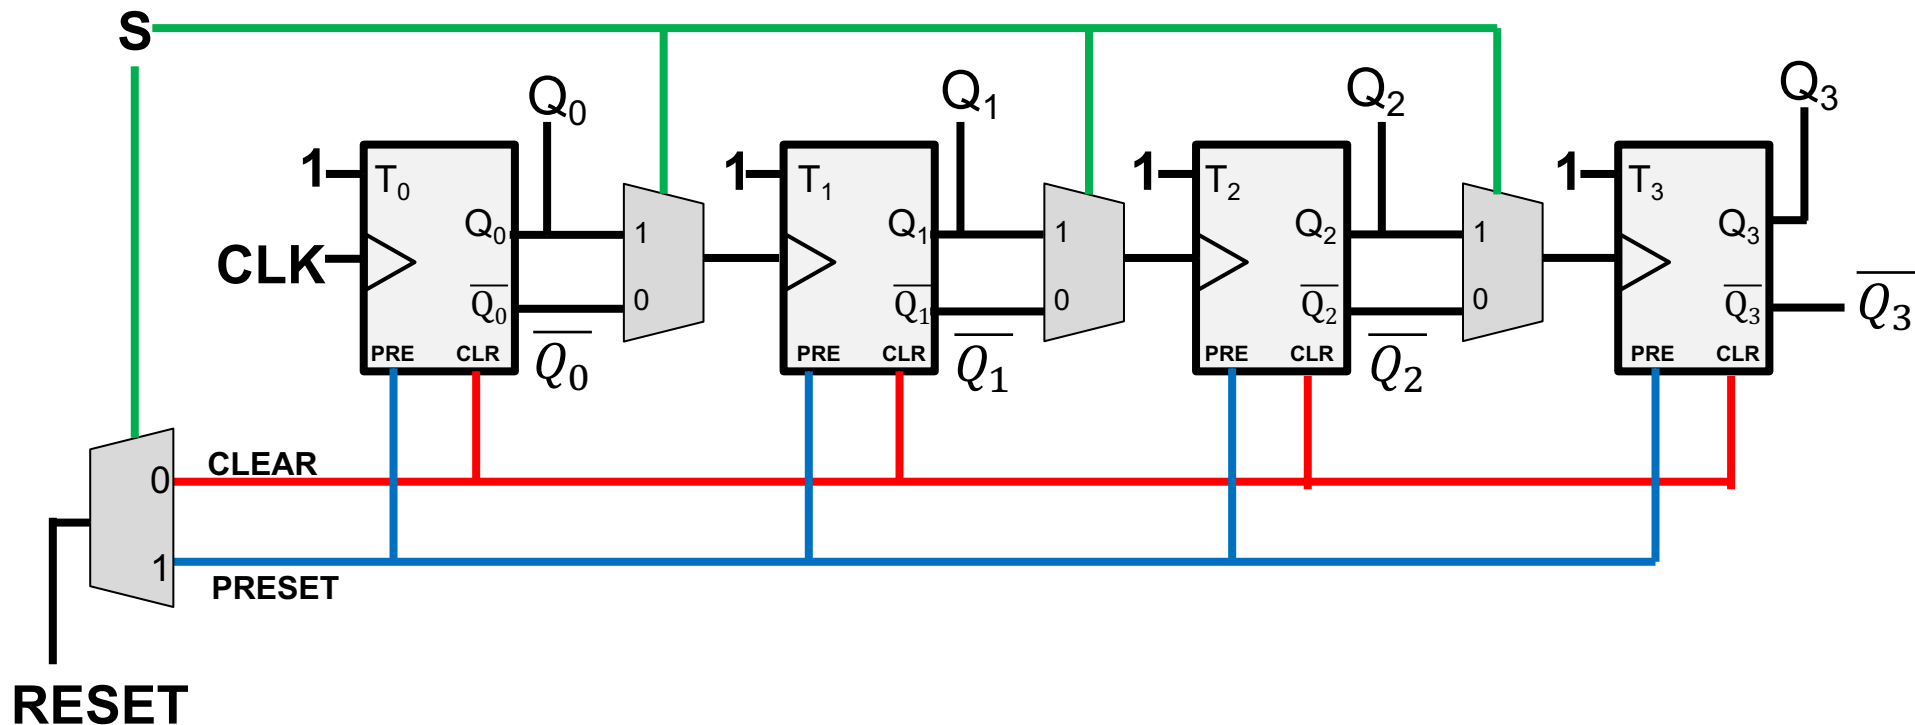 S
Q₀ Q₁ Q₂ Q₃
1 T₀ 1 T₁ 1 T₂ 1 T₃
Q₀ 1 Q₁ 1 Q₂ 1 Q₃
CLK
Q̅₀ 0 Q̅₁ 0 Q̅₂ 0 Q̅₃ Q̅₃
PRE CLR Q̅₀ PRE CLR Q̅₁ PRE CLR Q̅₂ PRE CLR
0 CLEAR
1 PRESET
RESET